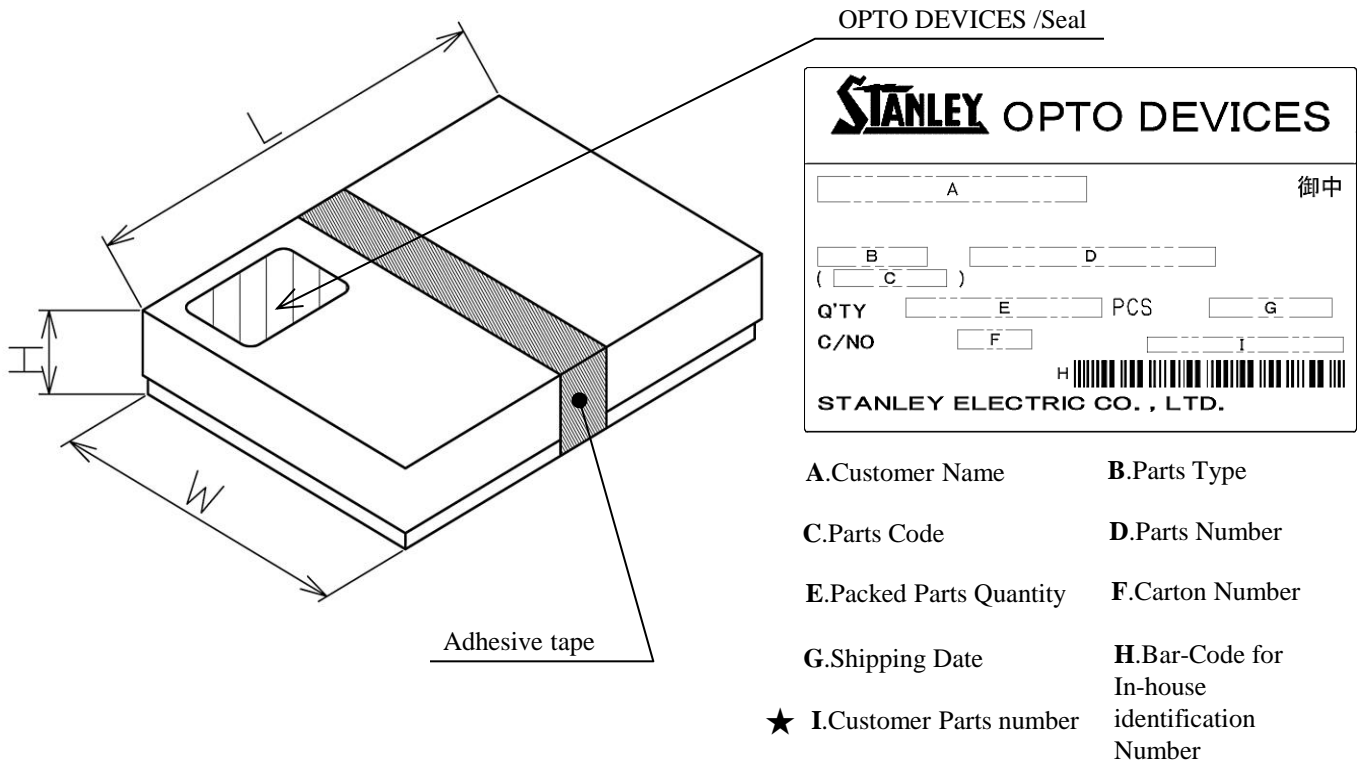 OPTO DEVICES /Seal
L
H
W
Adhesive tape
STANLEY OPTO DEVICES
A 御中
B D
( C )
Q'TY E PCS G
C/NO F I
H
STANLEY ELECTRIC CO. , LTD.
A.Customer Name B.Parts Type
C.Parts Code D.Parts Number
E.Packed Parts Quantity F.Carton Number
G.Shipping Date H.Bar-Code for
In-house
★ I.Customer Parts number identification
Number